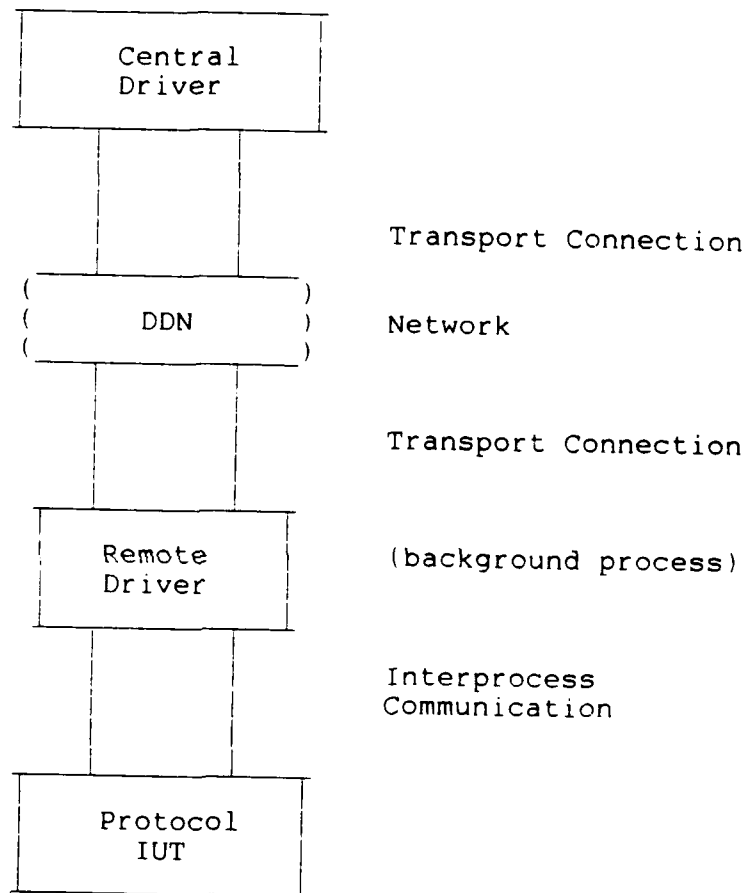 Central
Driver
Transport Connection
DDN
Network
Transport Connection
Remote
Driver
(background process)
Interprocess
Communication
Protocol
IUT